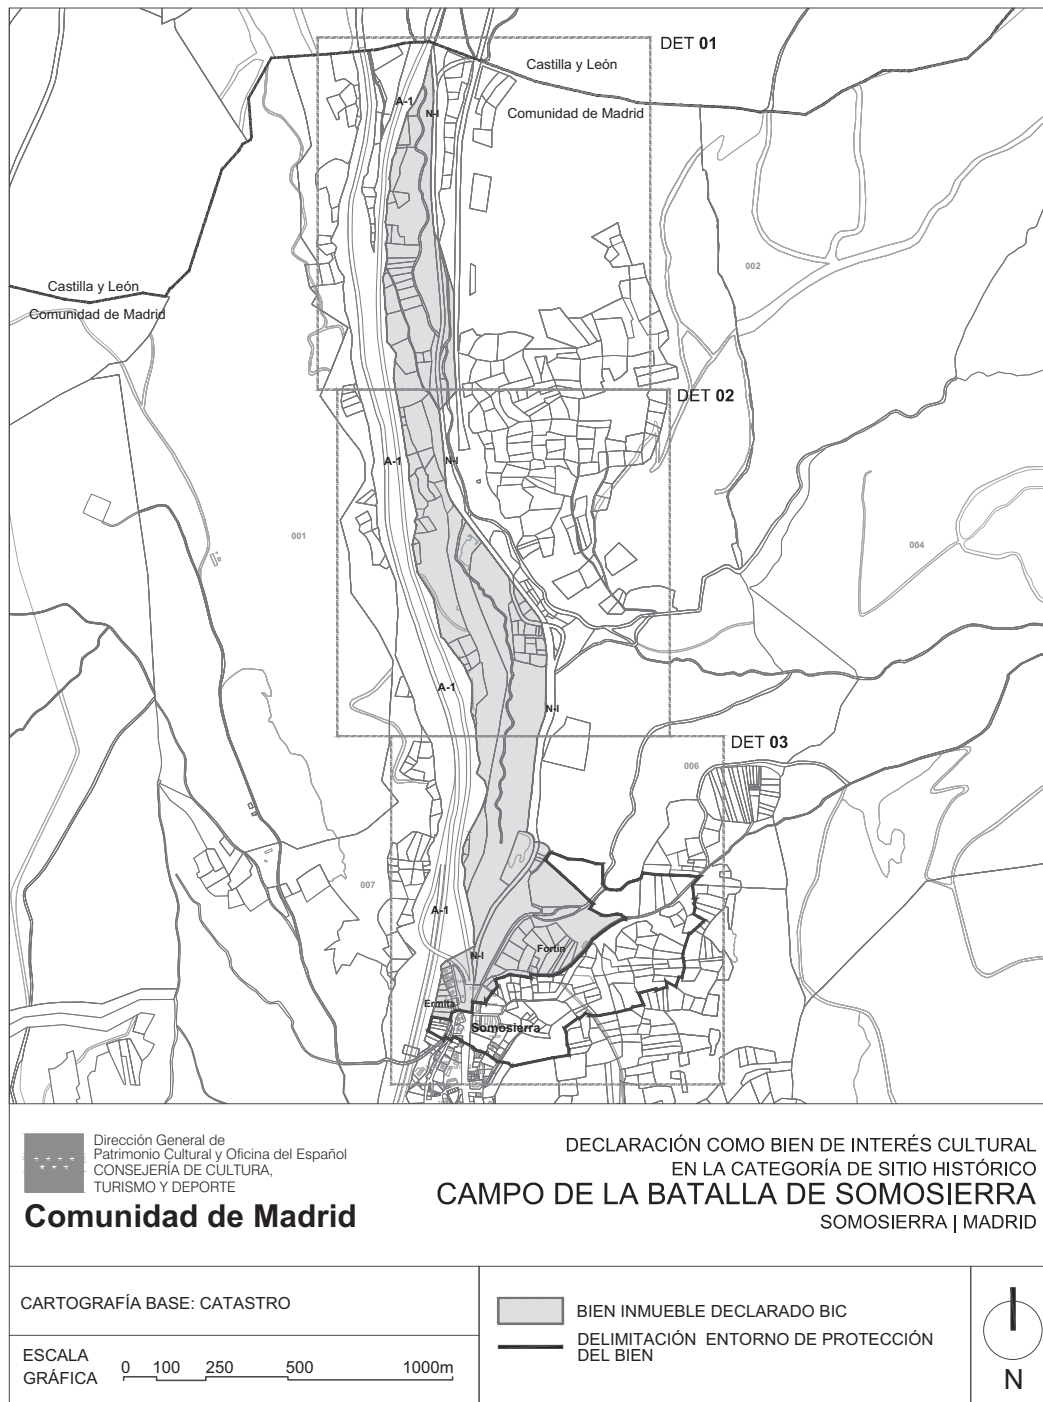 DET 01
Castilla y León
A-1
N-I
Comunidad de Madrid
002
Castilla y León
Comunidad de Madrid
DET 02
A-1
N-I
001
004
A-1
N-I
DET 03
006
007
A-1
Fortín
N-I
Ermita
Somosierra
Dirección General de
Patrimonio Cultural y Oficina del Español
CONSEJERÍA DE CULTURA,
TURISMO Y DEPORTE
Comunidad de Madrid
DECLARACIÓN COMO BIEN DE INTERÉS CULTURAL
EN LA CATEGORÍA DE SITIO HISTÓRICO
CAMPO DE LA BATALLA DE SOMOSIERRA
SOMOSIERRA | MADRID
CARTOGRAFÍA BASE: CATASTRO
ESCALA
GRÁFICA
0 100 250 500 1000m
BIEN INMUEBLE DECLARADO BIC
DELIMITACIÓN ENTORNO DE PROTECCIÓN
DEL BIEN
N